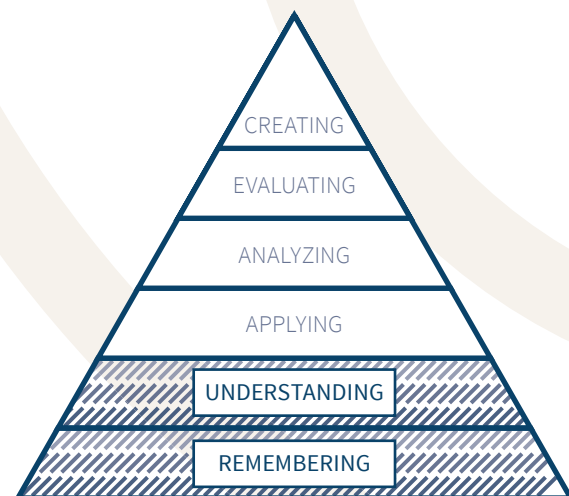 CREATING
EVALUATING
ANALYZING
APPLYING
UNDERSTANDING
REMEMBERING